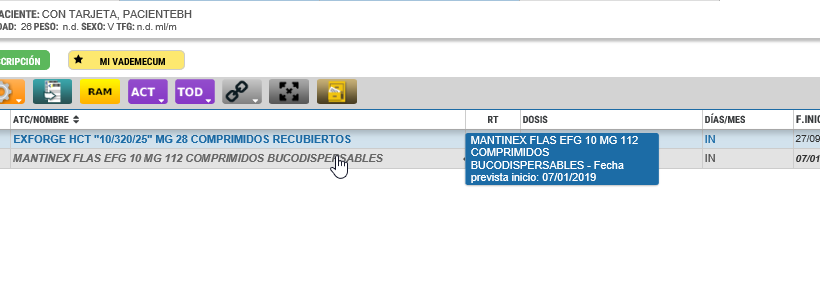 ACIENTE: CON TARJETA, PACIENTEBH
DAD: 26 PESO: n.d. SEXO: V TFG: n.d. ml/m
SCRIPCIÓN
MI VADEMECUM
RAM ACT TOD
ATC/NOMBRE RT DOSIS DÍAS/MES F.INIC
EXFORGE HCT "10/320/25" MG 28 COMPRIMIDOS RECUBIERTOS IN 27/09
MANTINEX FLAS EFG 10 MG 112 COMPRIMIDOS BUCODISPERSABLES IN 07/01
MANTINEX FLAS EFG 10 MG 112
COMPRIMIDOS
BUCODISPERSABLES - Fecha
prevista inicio: 07/01/2019